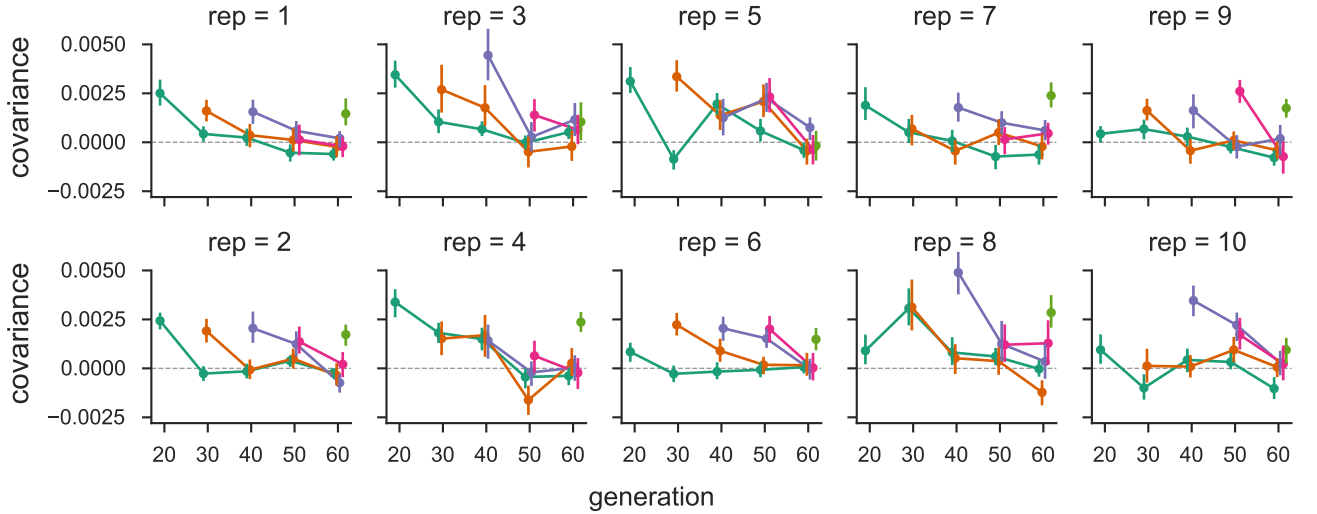 rep = 1 rep = 3 rep = 5 rep = 7 rep = 9
covariance
0.0050
0.0025
0.0000
−0.0025
rep = 2 rep = 4 rep = 6 rep = 8 rep = 10
covariance
0.0050
0.0025
0.0000
−0.0025
20 30 40 50 60 20 30 40 50 60 20 30 40 50 60 20 30 40 50 60 20 30 40 50 60
generation